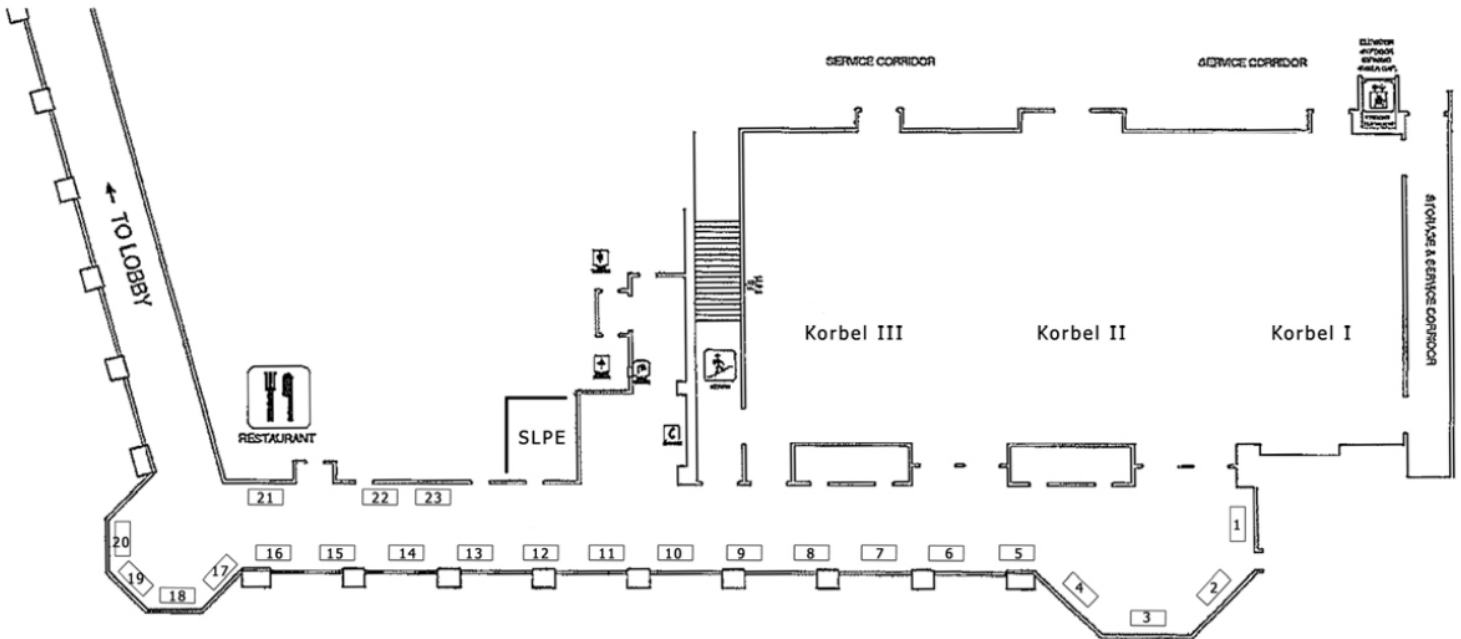 SERVICE CORRIDOR
SERVICE CORRIDOR
← TO LOBBY
STORAGE & SERVICE CORRIDOR
Korbel III
Korbel II
Korbel I
RESTAURANT
SLPE
21
22
23
1
20
16
15
14
13
12
11
10
9
8
7
6
5
19
17
18
4
2
3